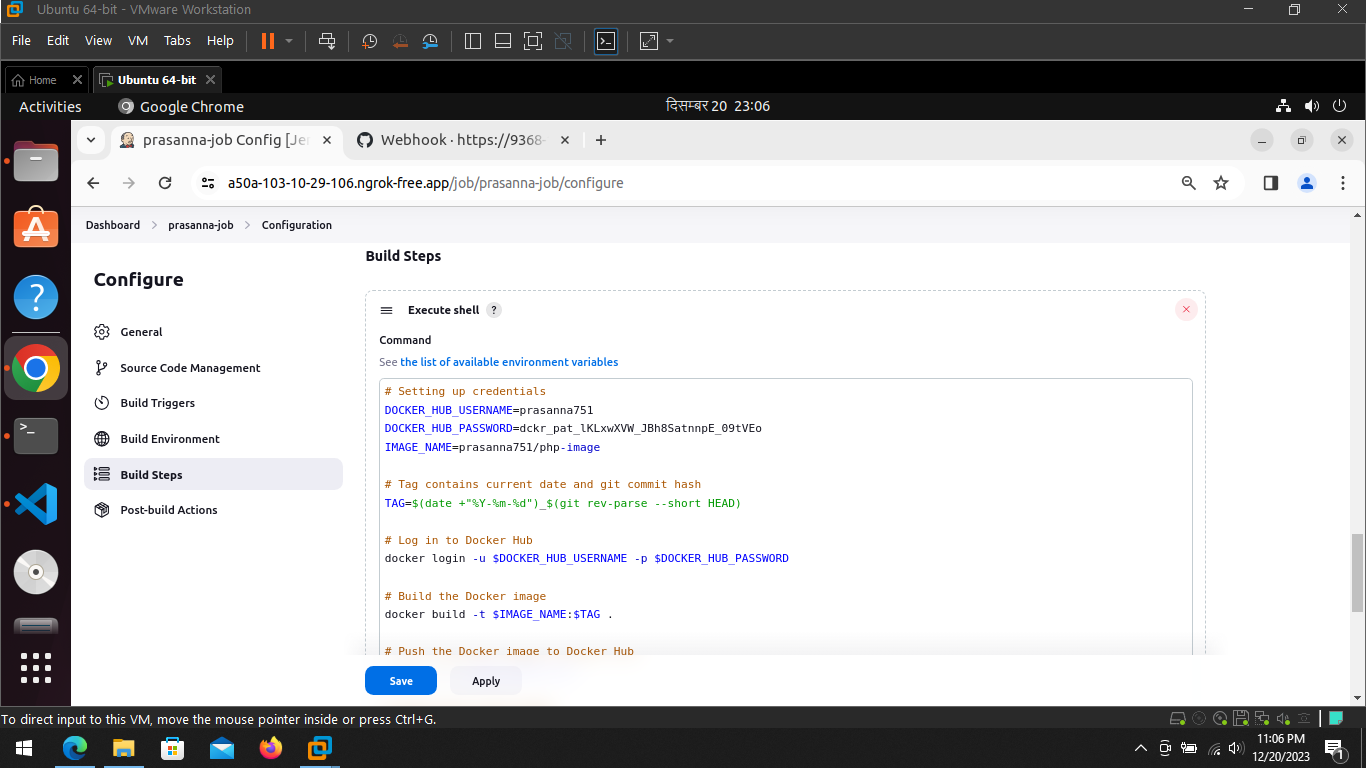 Ubuntu 64-bit - VMware Workstation
File Edit View VM Tabs Help
Home Ubuntu 64-bit
Activities Google Chrome दिसम्बर 20 23:06
prasanna-job Config [Jen Webhook · https://9368-
a50a-103-10-29-106.ngrok-free.app/job/prasanna-job/configure
Dashboard prasanna-job Configuration
Configure
General
Source Code Management
Build Triggers
Build Environment
Build Steps
Post-build Actions
Build Steps
Execute shell ?
Command
See the list of available environment variables
# Setting up credentials
DOCKER_HUB_USERNAME=prasanna751
DOCKER_HUB_PASSWORD=dckr_pat_lKLxwXVW_JBh8SatnnpE_09tVEo
IMAGE_NAME=prasanna751/php-image
# Tag contains current date and git commit hash
TAG=$(date +"%Y-%m-%d")_$(git rev-parse --short HEAD)
# Log in to Docker Hub
docker login -u $DOCKER_HUB_USERNAME -p $DOCKER_HUB_PASSWORD
# Build the Docker image
docker build -t $IMAGE_NAME:$TAG .
# Push the Docker image to Docker Hub
Save Apply
To direct input to this VM, move the mouse pointer inside or press Ctrl+G.
11:06 PM
12/20/2023
1